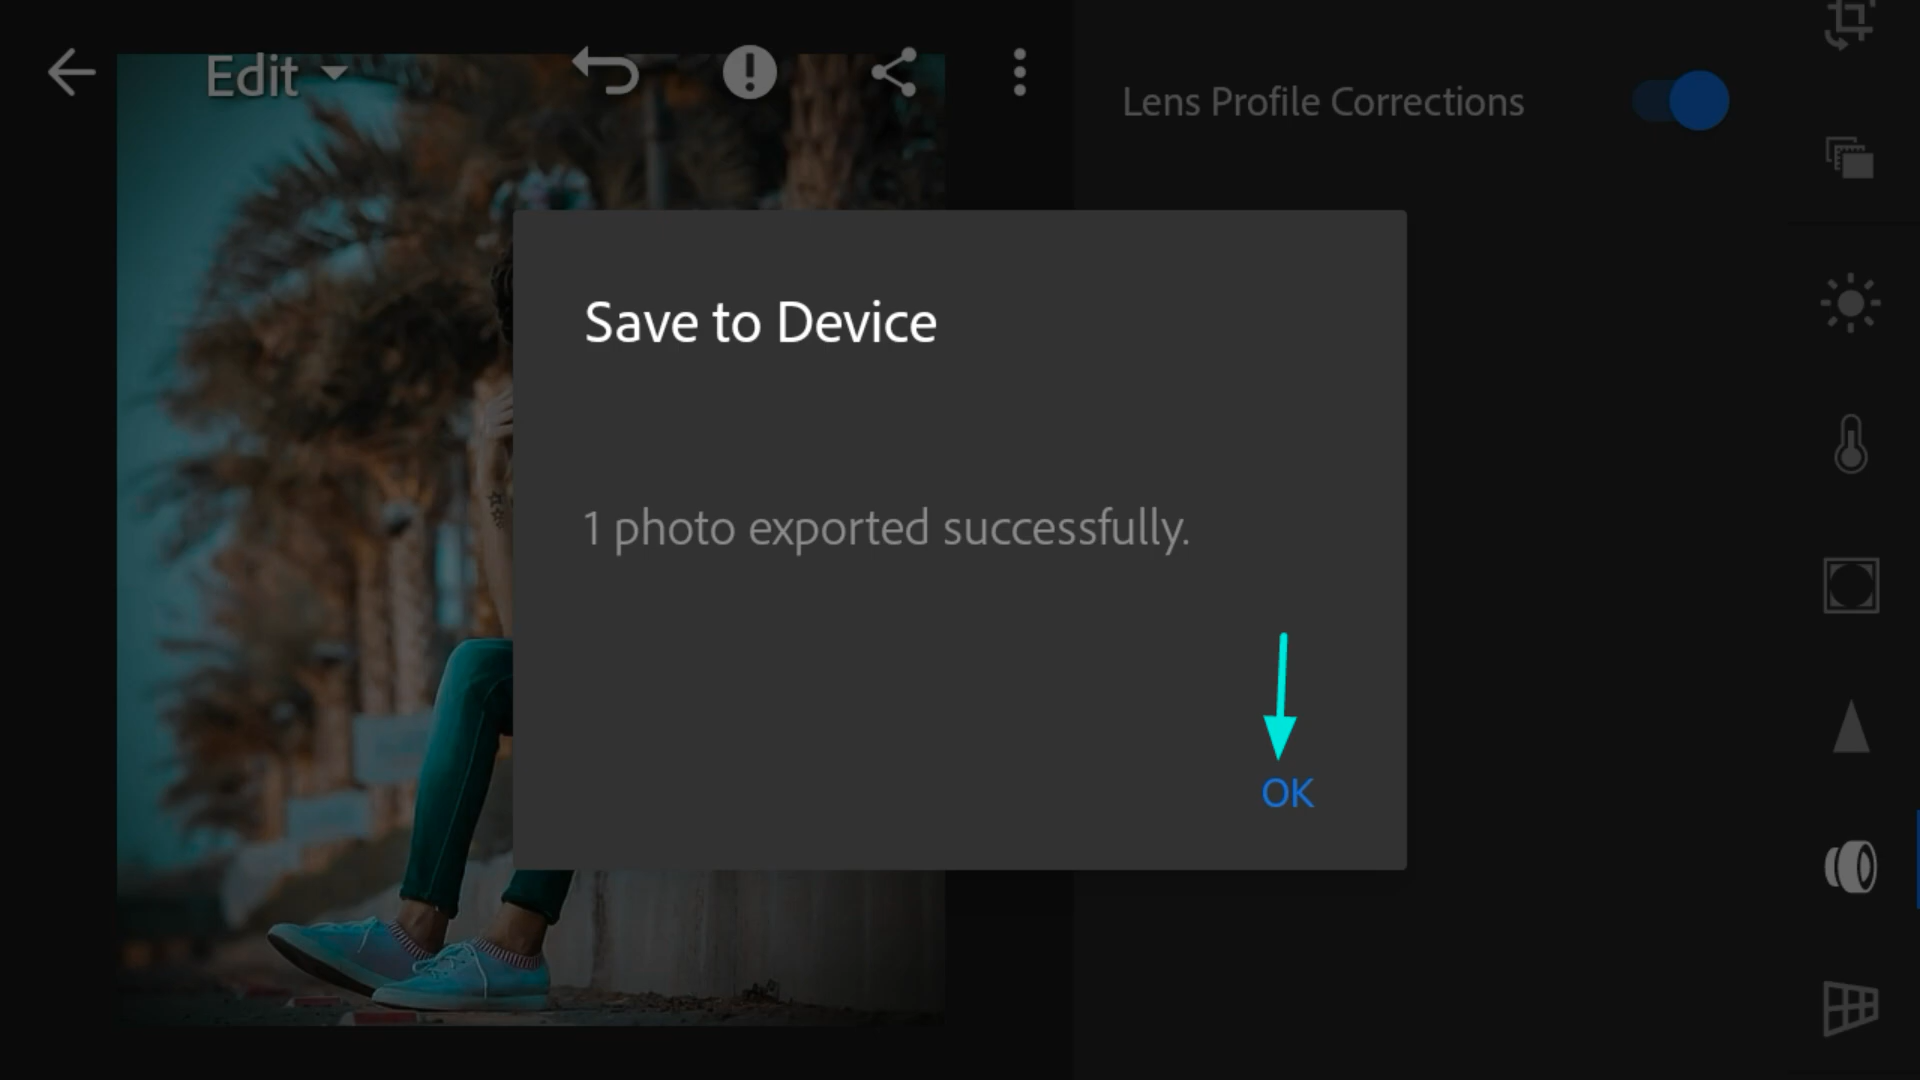 Edit
Lens Profile Corrections
Save to Device
1 photo exported successfully.
OK